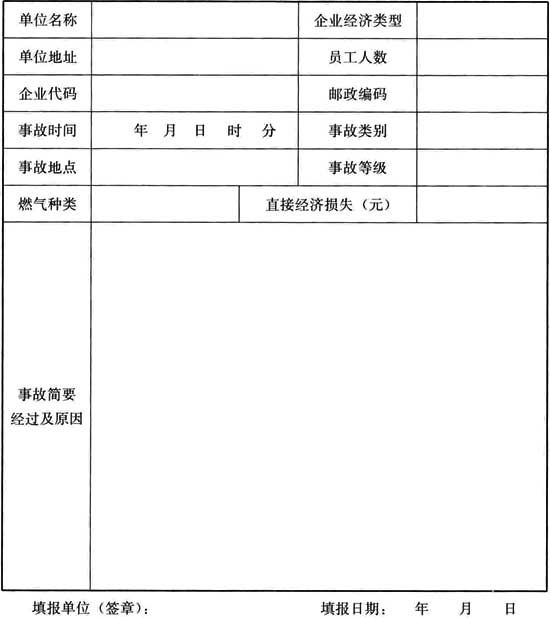 单位名称 企业经济类型
单位地址 员工人数
企业代码 邮政编码
事故时间 年 月 日 时 分 事故类别
事故地点 事故等级
燃气种类 直接经济损失(元)
事故简要
经过及原因
填报单位(签章): 填报日期: 年 月 日